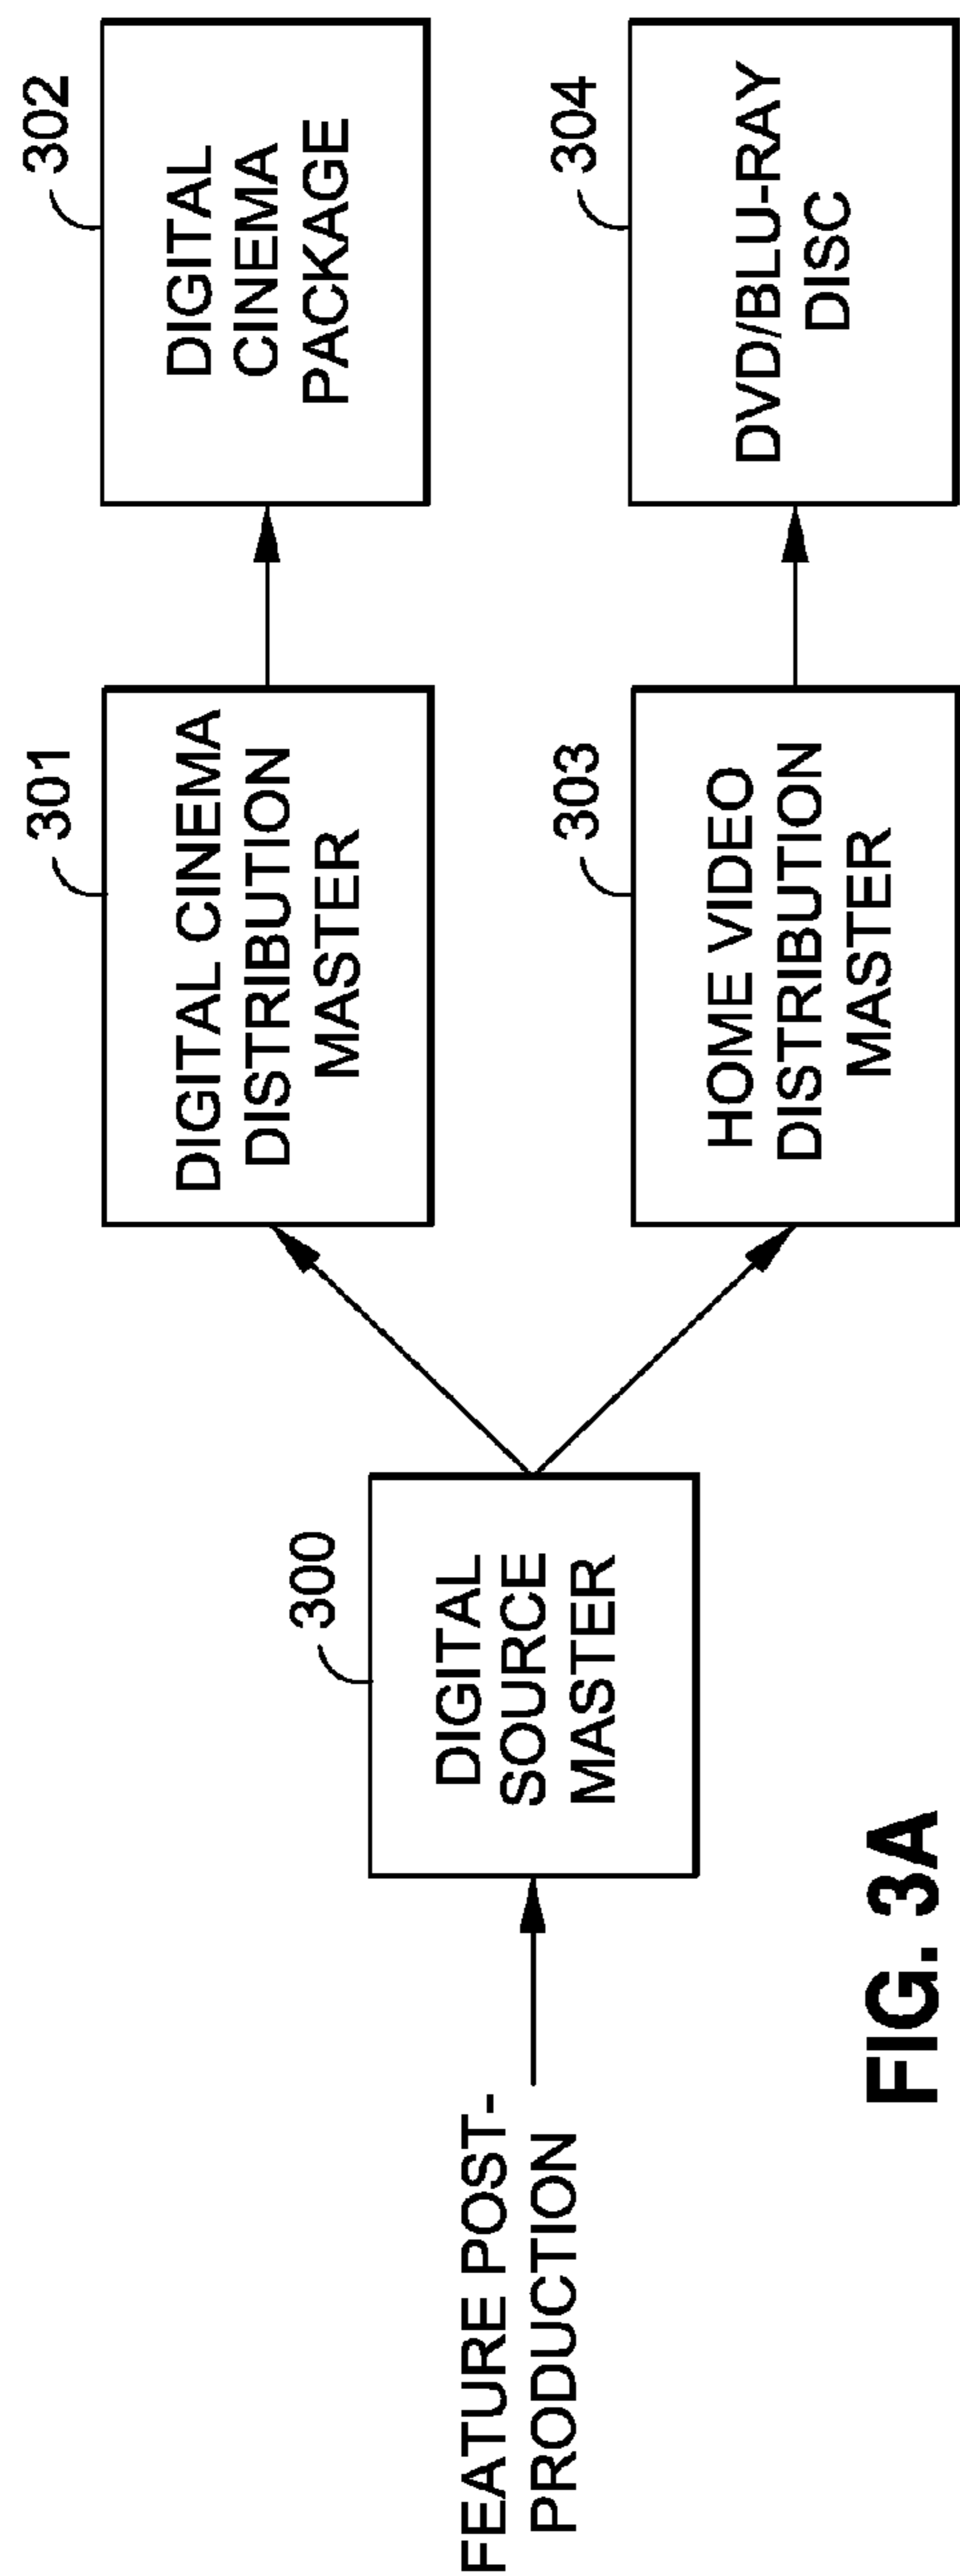 FEATURE POST-
PRODUCTION
300
DIGITAL
SOURCE
MASTER
301
DIGITAL CINEMA
DISTRIBUTION
MASTER
302
DIGITAL
CINEMA
PACKAGE
303
HOME VIDEO
DISTRIBUTION
MASTER
304
DVD/BLU-RAY
DISC
FIG. 3A